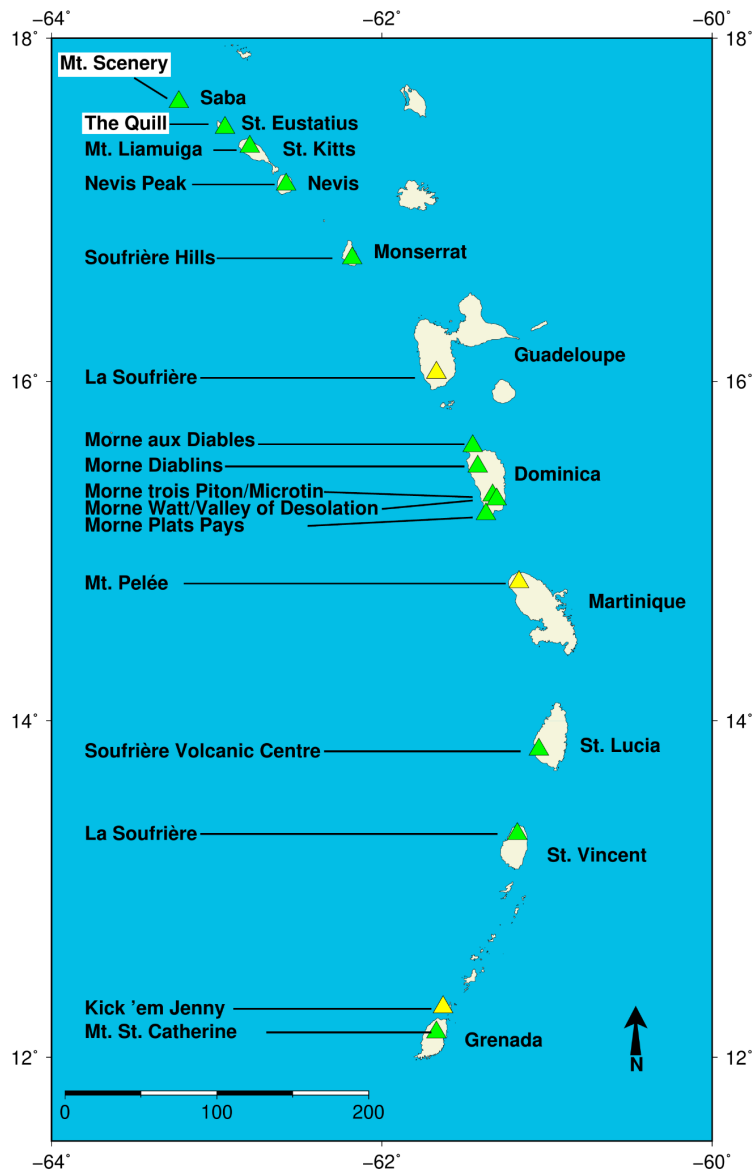 −64˚ −62˚ −60˚
18˚ 18˚
Mt. Scenery
Saba
The Quill St. Eustatius
Mt. Liamuiga St. Kitts
Nevis Peak Nevis
Soufrière Hills Monserrat
Guadeloupe
La Soufrière
16˚ 16˚
Morne aux Diables
Morne Diablins Dominica
Morne trois Piton/Microtin
Morne Watt/Valley of Desolation
Morne Plats Pays
Mt. Pelée Martinique
14˚ 14˚
Soufrière Volcanic Centre St. Lucia
La Soufrière
St. Vincent
Kick ’em Jenny
Mt. St. Catherine Grenada
12˚ 12˚
N
0 100 200
−64˚ −62˚ −60˚